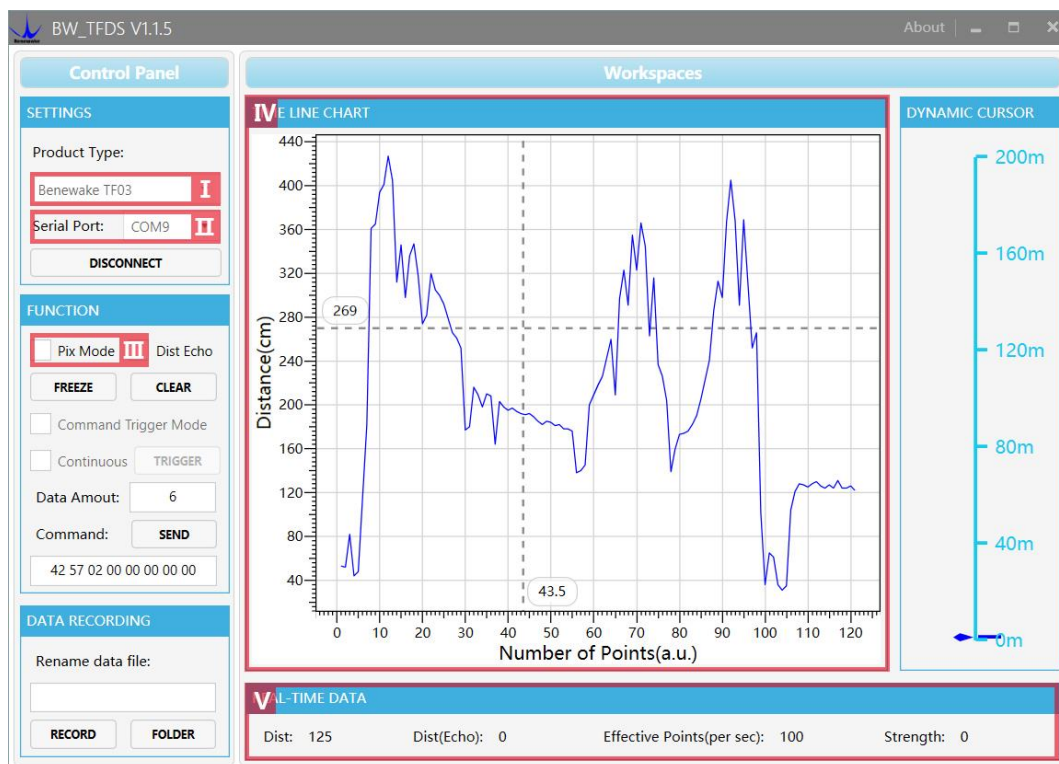 BW_TFDS V1.1.5
About
Benewake
Control Panel
SETTINGS
Product Type:
Benewake TF03
I
Serial Port:
COM9
II
DISCONNECT
FUNCTION
Pix Mode
III
Dist Echo
FREEZE
CLEAR
Command Trigger Mode
Continuous
TRIGGER
Data Amout:
6
Command:
SEND
42 57 02 00 00 00 00 00
DATA RECORDING
Rename data file:
RECORD
FOLDER
Workspaces
IV
E LINE CHART
440
400
360
320
280
240
200
160
120
80
40
Distance(cm)
269
43.5
0 10 20 30 40 50 60 70 80 90 100 110 120
Number of Points(a.u.)
DYNAMIC CURSOR
200m
160m
120m
80m
40m
0m
V
AL-TIME DATA
Dist: 125
Dist(Echo): 0
Effective Points(per sec): 100
Strength: 0